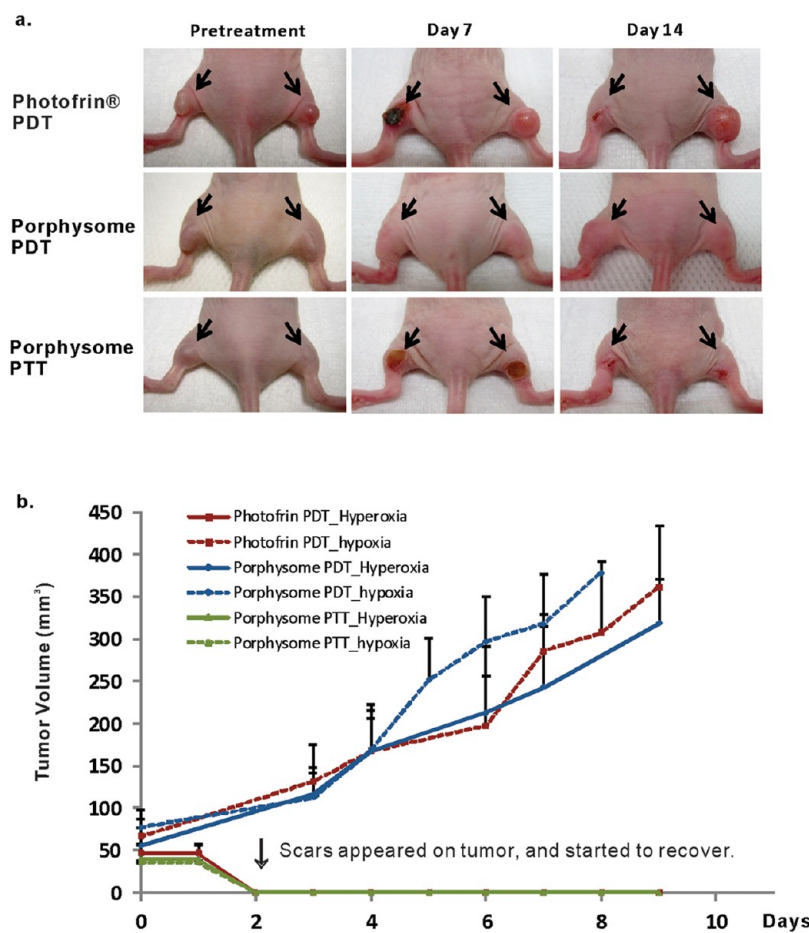 a.
Pretreatment Day 7 Day 14
Photofrin®
PDT
Porphysome
PDT
Porphysome
PTT
b.
450
400
350
300
250
200
150
100
50
0
Tumor Volume (mm³)
Photofrin PDT_Hyperoxia
Photofrin PDT_hypoxia
Porphysome PDT_Hyperoxia
Porphysome PDT_hypoxia
Porphysome PTT_Hyperoxia
Porphysome PTT_hypoxia
Scars appeared on tumor, and started to recover.
0 2 4 6 8 10 Days